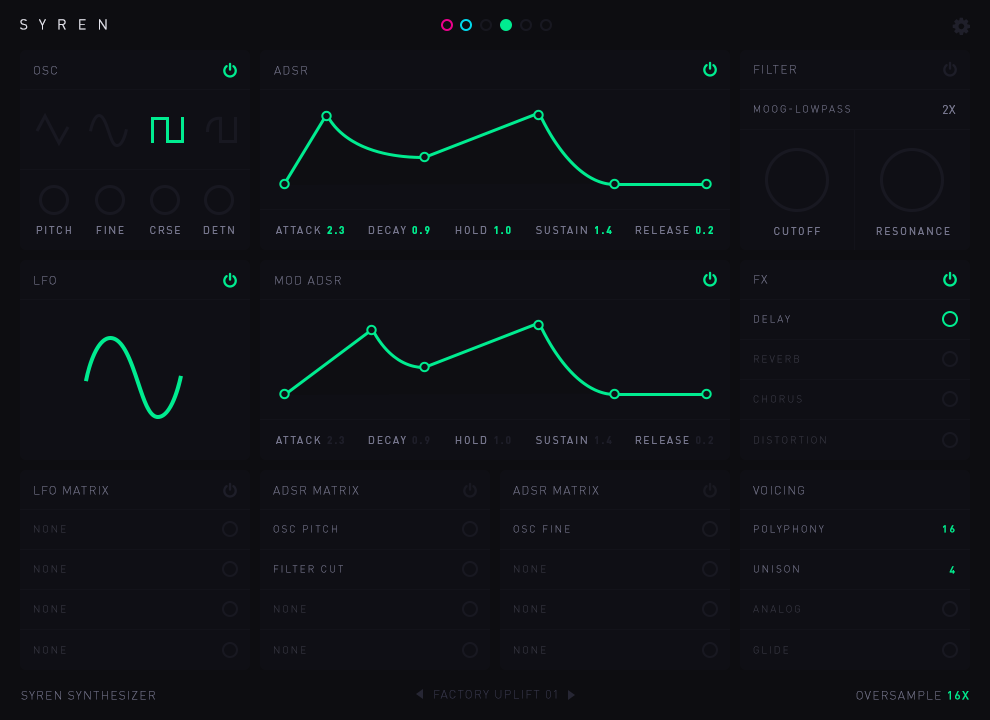 SYREN
OSC
PITCH FINE CRSE DETN
ADSR
ATTACK 2.3 DECAY 0.9 HOLD 1.0 SUSTAIN 1.4 RELEASE 0.2
FILTER
MOOG-LOWPASS 2X
CUTOFF RESONANCE
LFO
MOD ADSR
ATTACK 2.3 DECAY 0.9 HOLD 1.0 SUSTAIN 1.4 RELEASE 0.2
FX
DELAY
REVERB
CHORUS
DISTORTION
LFO MATRIX
NONE
NONE
NONE
NONE
ADSR MATRIX
OSC PITCH
FILTER CUT
NONE
NONE
ADSR MATRIX
OSC FINE
NONE
NONE
NONE
VOICING
POLYPHONY 16
UNISON 4
ANALOG
GLIDE
SYREN SYNTHESIZER
FACTORY UPLIFT 01
OVERSAMPLE 16X